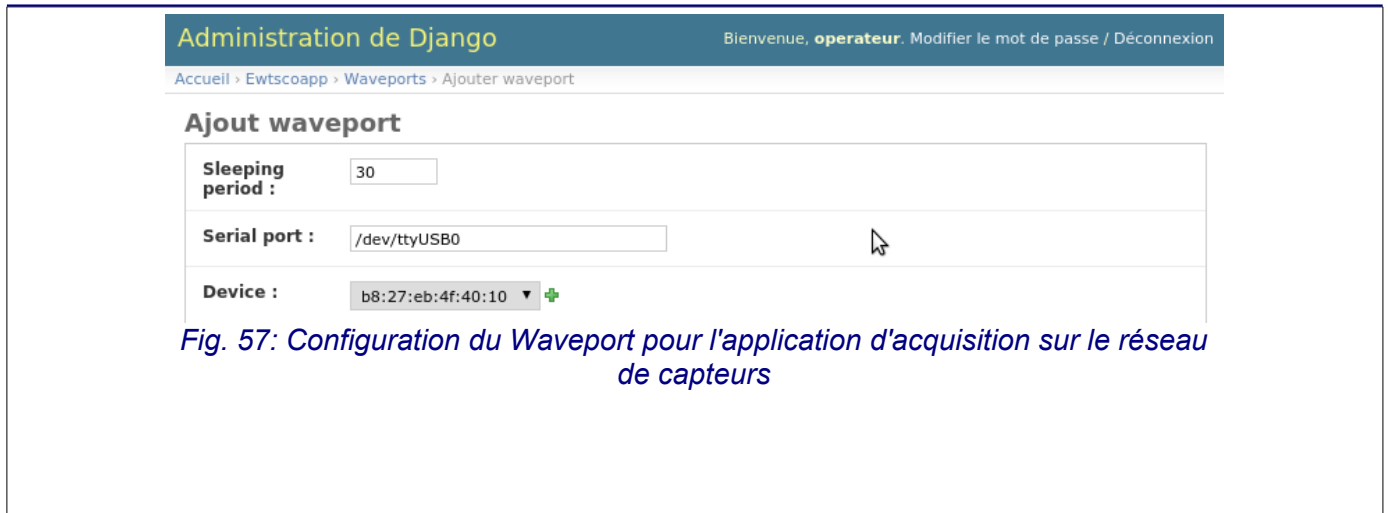 Administration de Django
Bienvenue, operateur. Modifier le mot de passe / Déconnexion
Accueil › Ewtscoapp › Waveports › Ajouter waveport
Ajout waveport
Sleeping period :
30
Serial port :
/dev/ttyUSB0
Device :
b8:27:eb:4f:40:10
Fig. 57: Configuration du Waveport pour l'application d'acquisition sur le réseau
de capteurs